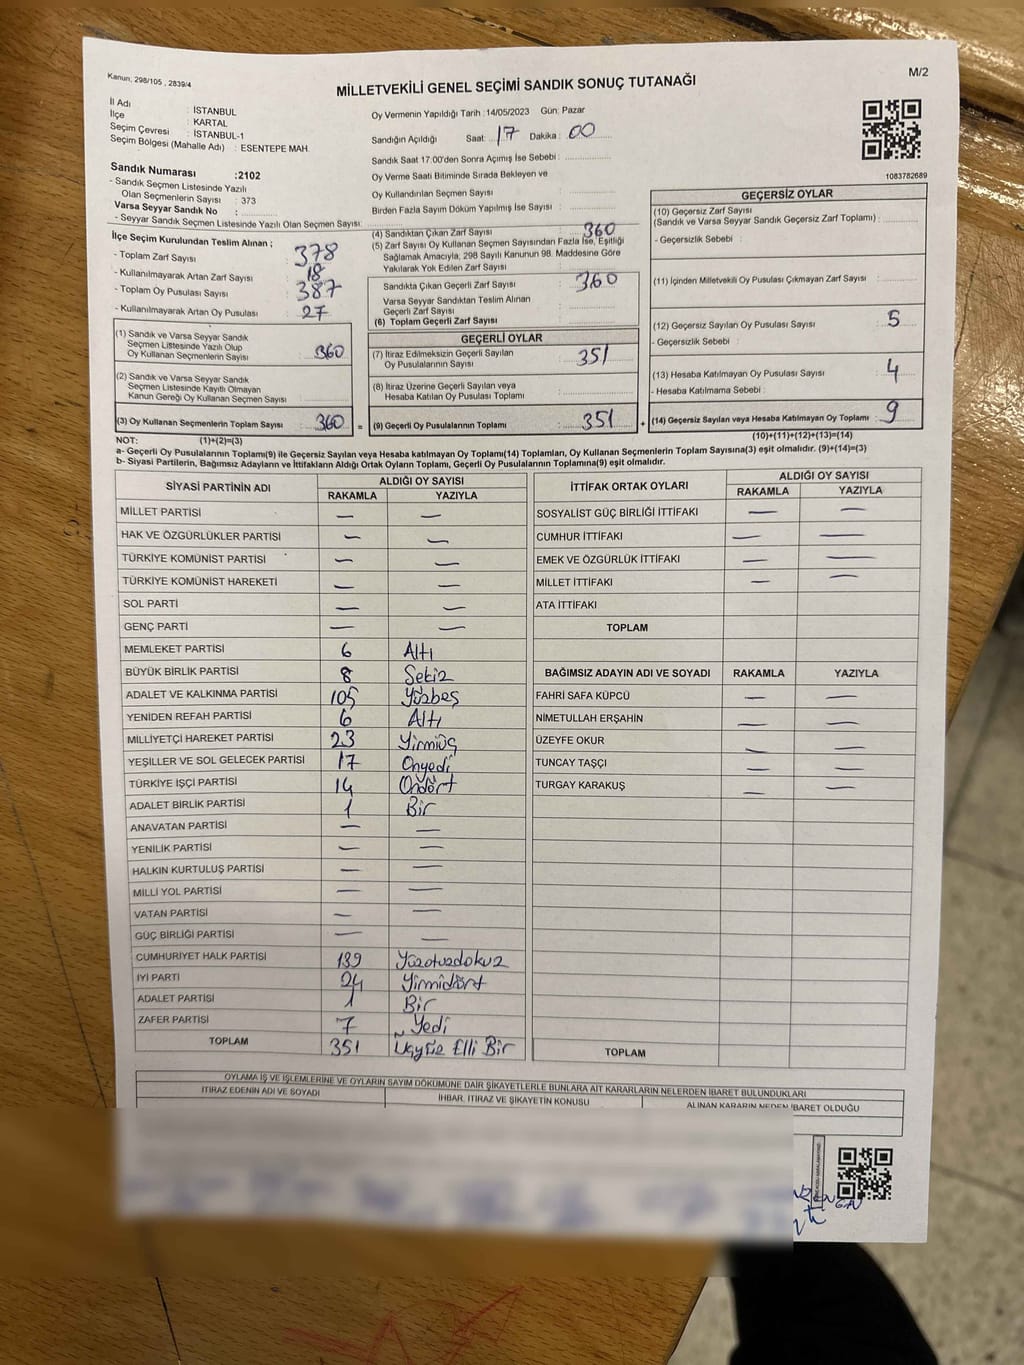 Kanun, 298/105 , 2839/4
M/2
MİLLETVEKİLİ GENEL SEÇİMİ SANDIK SONUÇ TUTANAĞI
İl Adı : İSTANBUL
İlçe : KARTAL
Seçim Çevresi : İSTANBUL-1
Seçim Bölgesi (Mahalle Adı) : ESENTEPE MAH.
Sandık Numarası :2102
- Sandık Seçmen Listesinde Yazılı
Olan Seçmenlerin Sayısı : 373
Varsa Seyyar Sandık No :
- Seyyar Sandık Seçmen Listesinde Yazılı Olan Seçmen Sayısı:
Oy Vermenin Yapıldığı Tarih :14/05/2023 Gün: Pazar
Sandığın Açıldığı Saat: 17 Dakika : 00
Sandık Saat 17.00'den Sonra Açımış İse Sebebi :
Oy Verme Saati Bitiminde Sırada Bekleyen ve
Oy Kullandırılan Seçmen Sayısı :
Birden Fazla Sayım Döküm Yapılmış İse Sayısı :
1083782689
İlçe Seçim Kurulundan Teslim Alınan ;
- Toplam Zarf Sayısı : 378
- Kullanılmayarak Artan Zarf Sayısı : 18
- Toplam Oy Pusulası Sayısı : 387
- Kullanılmayarak Artan Oy Pusulası : 27
(4) Sandıktan Çıkan Zarf Sayısı : 360
(5) Zarf Sayısı Oy Kullanan Seçmen Sayısından Fazla İse, Eşitliği
Sağlamak Amacıyla, 298 Sayılı Kanunun 98. Maddesine Göre
Yakılarak Yok Edilen Zarf Sayısı :
Sandıkta Çıkan Geçerli Zarf Sayısı : 360
Varsa Seyyar Sandıktan Teslim Alınan
Geçerli Zarf Sayısı :
(6) Toplam Geçerli Zarf Sayısı :
GEÇERSİZ OYLAR
(10) Geçersiz Zarf Sayısı
(Sandık ve Varsa Seyyar Sandık Geçersiz Zarf Toplamı) :
- Geçersizlik Sebebi :
(11) İçinden Milletvekili Oy Pusulası Çıkmayan Zarf Sayısı :
(12) Geçersiz Sayılan Oy Pusulası Sayısı : 5
- Geçersizlik Sebebi :
(13) Hesaba Katılmayan Oy Pusulası Sayısı : 4
- Hesaba Katılmama Sebebi :
(14) Geçersiz Sayılan veya Hesaba Katılmayan Oy Toplamı : 9
(1) Sandık ve Varsa Seyyar Sandık
Seçmen Listesinde Yazılı Olup
Oy Kullanan Seçmenlerin Sayısı : 360
(2) Sandık ve Varsa Seyyar Sandık
Seçmen Listesinde Kayıtlı Olmayan
Kanun Gereği Oy Kullanan Seçmen Sayısı :
(3) Oy Kullanan Seçmenlerin Toplam Sayısı : 360 =
GEÇERLİ OYLAR
(7) İtiraz Edilmeksizin Geçerli Sayılan
Oy Pusulalarının Sayısı : 351
(8) İtiraz Üzerine Geçerli Sayılan veya
Hesaba Katılan Oy Pusulası Toplamı :
(9) Geçerli Oy Pusulalarının Toplamı : 351 +
NOT: (1)+(2)=(3) (10)+(11)+(12)+(13)=(14)
a- Geçerli Oy Pusulalarının Toplamı(9) ile Geçersiz Sayılan veya Hesaba katılmayan Oy Toplamı(14) Toplamları, Oy Kullanan Seçmenlerin Toplam Sayısına(3) eşit olmalıdır. (9)+(14)=(3)
b- Siyasi Partilerin, Bağımsız Adayların ve İttifakların Aldığı Ortak Oyların Toplamı, Geçerli Oy Pusulalarının Toplamına(9) eşit olmalıdır.
SİYASİ PARTİNİN ADI ALDIĞI OY SAYISI
RAKAMLA YAZIYLA
MİLLET PARTİSİ — —
HAK VE ÖZGÜRLÜKLER PARTİSİ — —
TÜRKİYE KOMÜNİST PARTİSİ — —
TÜRKİYE KOMÜNİST HAREKETİ — —
SOL PARTİ — —
GENÇ PARTİ — —
MEMLEKET PARTİSİ 6 Altı
BÜYÜK BİRLİK PARTİSİ 8 Sekiz
ADALET VE KALKINMA PARTİSİ 105 Yüzbeş
YENİDEN REFAH PARTİSİ 6 Altı
MİLLİYETÇİ HAREKET PARTİSİ 23 Yirmiüç
YEŞİLLER VE SOL GELECEK PARTİSİ 17 Onyedi
TÜRKİYE İŞÇİ PARTİSİ 14 Ondört
ADALET BİRLİK PARTİSİ 1 Bir
ANAVATAN PARTİSİ — —
YENİLİK PARTİSİ — —
HALKIN KURTULUŞ PARTİSİ — —
MİLLİ YOL PARTİSİ — —
VATAN PARTİSİ — —
GÜÇ BİRLİĞİ PARTİSİ — —
CUMHURİYET HALK PARTİSİ 139 Yüzotuzdokuz
İYİ PARTİ 24 Yirmidört
ADALET PARTİSİ 1 Bir
ZAFER PARTİSİ 7 Yedi
TOPLAM 351 Üçyüz Elli Bir
İTTİFAK ORTAK OYLARI ALDIĞI OY SAYISI
RAKAMLA YAZIYLA
SOSYALİST GÜÇ BİRLİĞİ İTTİFAKI — —
CUMHUR İTTİFAKI — —
EMEK VE ÖZGÜRLÜK İTTİFAKI — —
MİLLET İTTİFAKI — —
ATA İTTİFAKI
TOPLAM
BAĞIMSIZ ADAYIN ADI VE SOYADI RAKAMLA YAZIYLA
FAHRİ SAFA KÜPCÜ — —
NİMETULLAH ERŞAHİN — —
ÜZEYFE OKUR — —
TUNCAY TAŞÇI — —
TURGAY KARAKUŞ — —
TOPLAM
OYLAMA İŞ VE İŞLEMLERİNE VE OYLARIN SAYIM DÖKÜMÜNE DAİR ŞİKAYETLERLE BUNLARA AİT KARARLARIN NELERDEN İBARET BULUNDUKLARI
İTİRAZ EDENİN ADI VE SOYADI İHBAR, İTİRAZ VE ŞİKAYETİN KONUSU ALINAN KARARIN NEDEN İBARET OLDUĞU